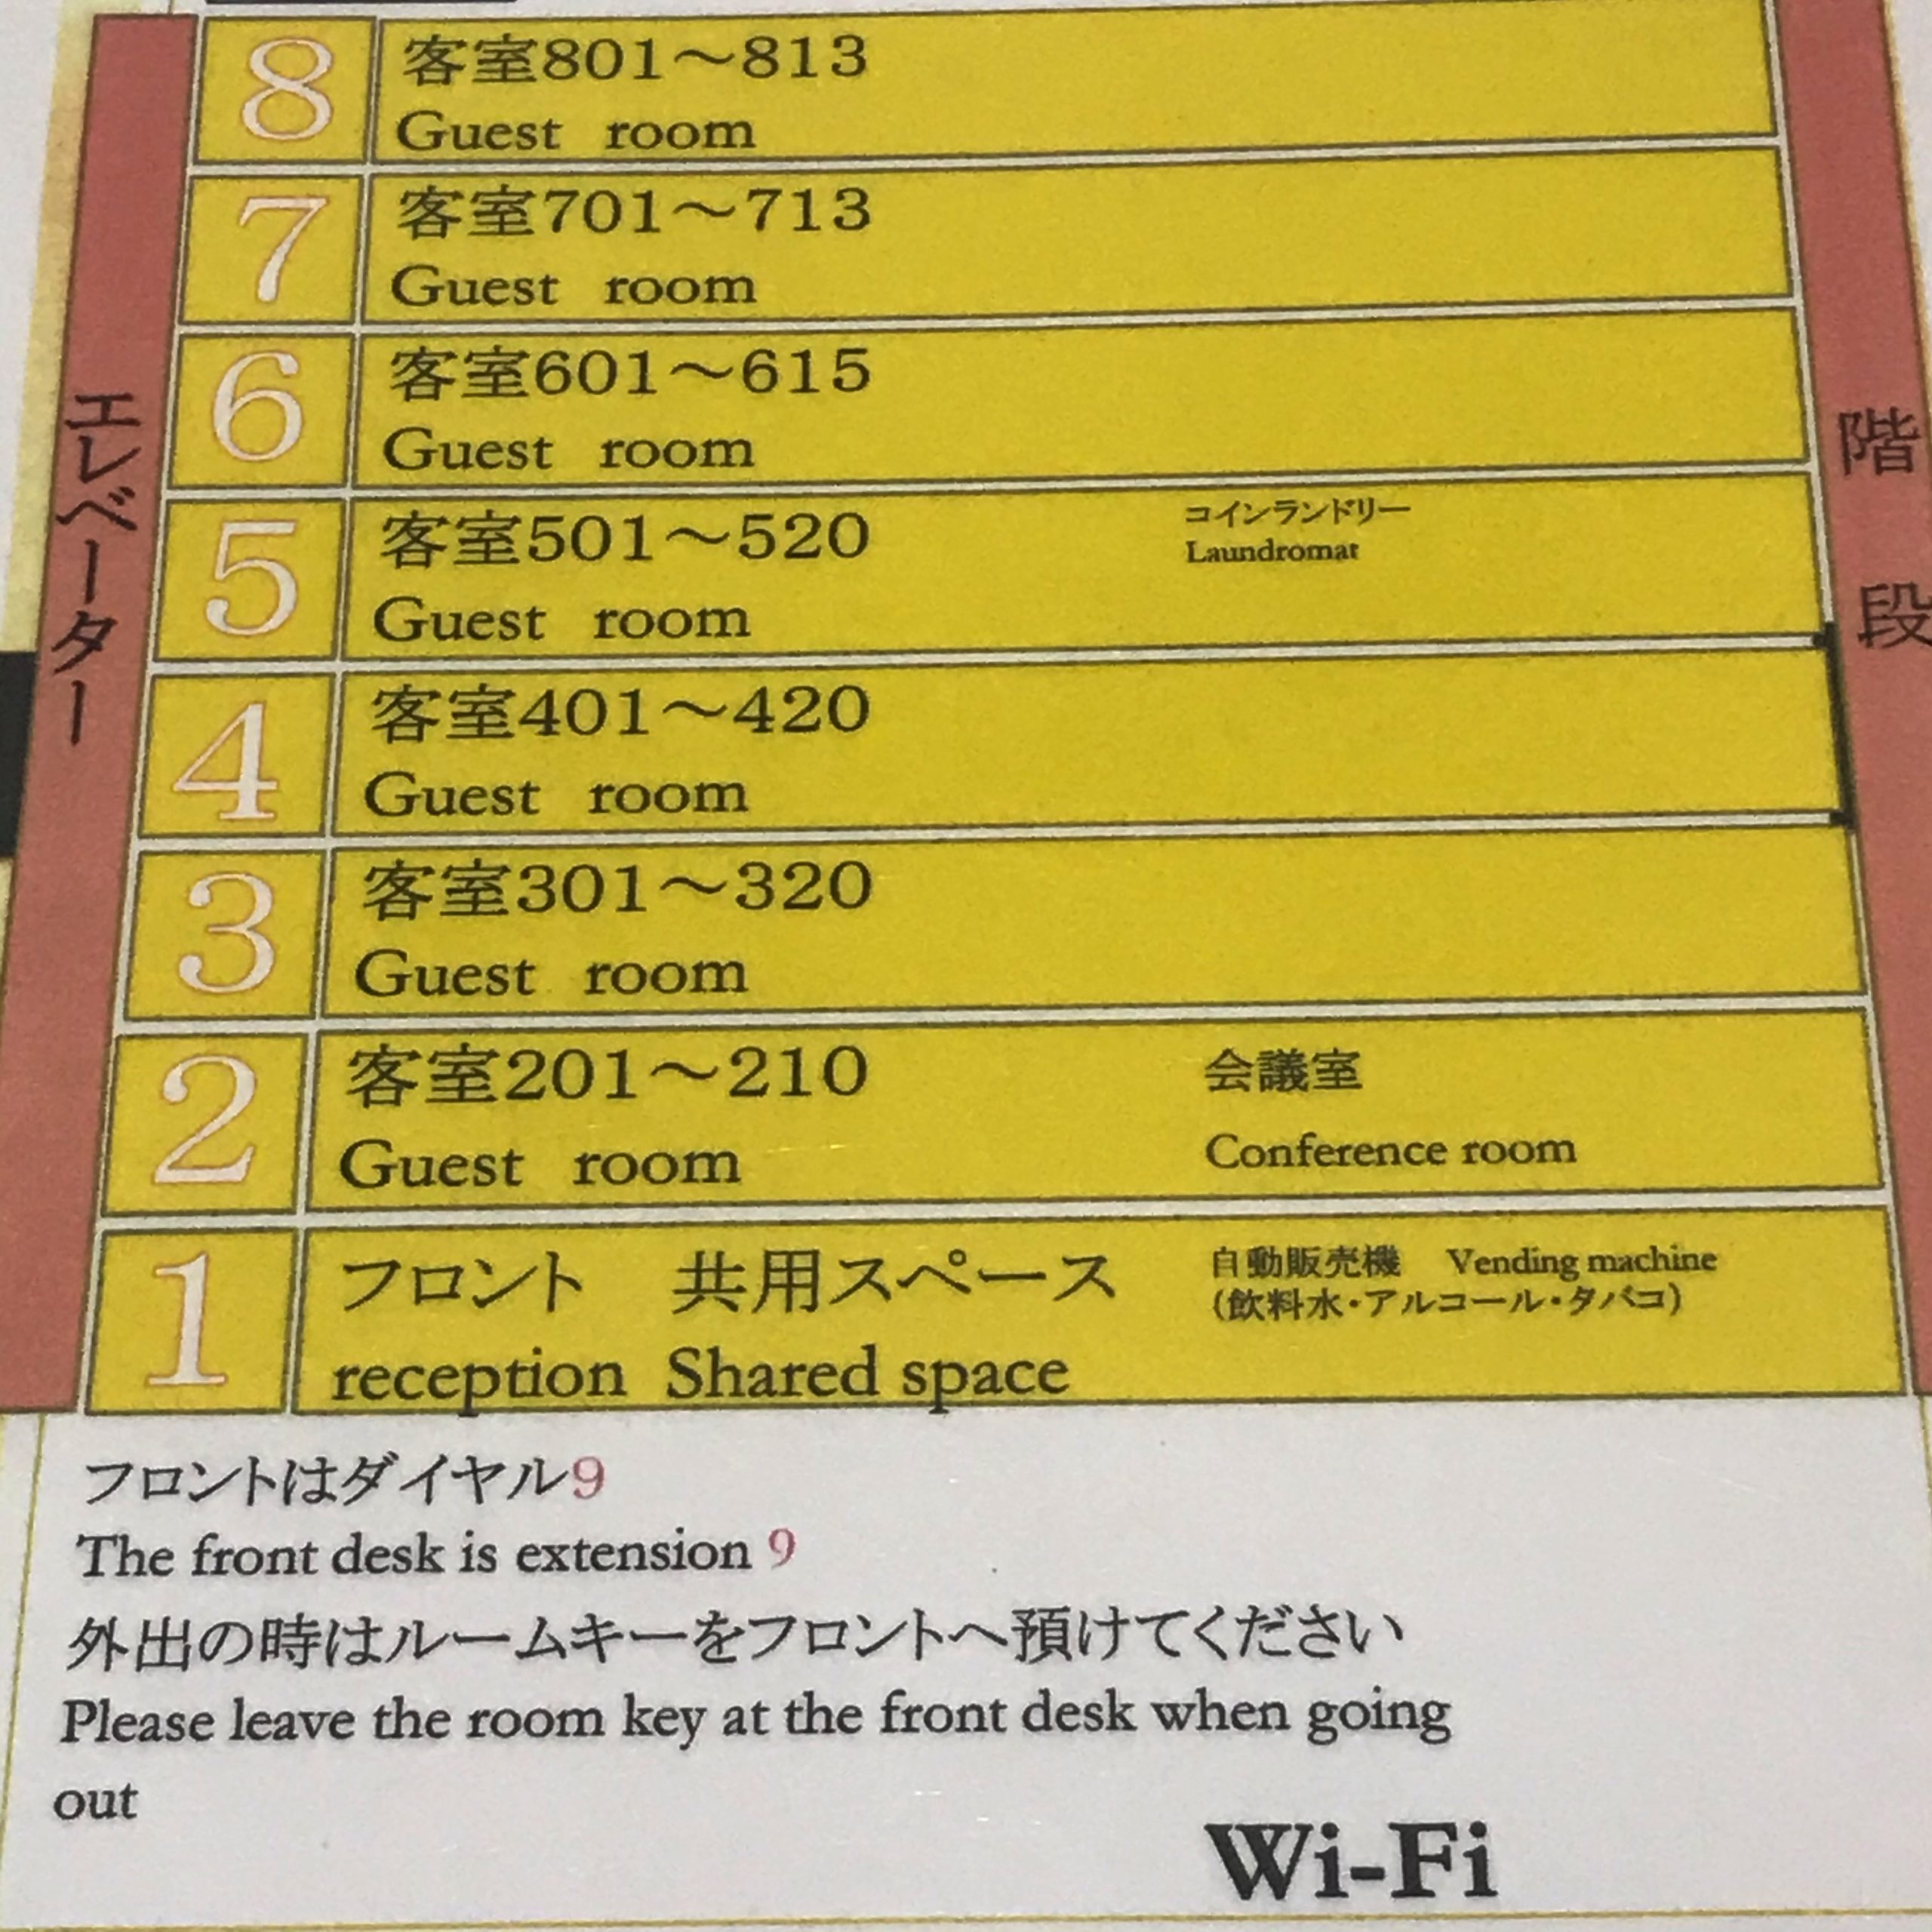 8
客室801～813
Guest room
7
客室701～713
Guest room
6
客室601～615
Guest room
5
客室501～520
Guest room
コインランドリー
Laundromat
4
客室401～420
Guest room
3
客室301～320
Guest room
2
客室201～210
Guest room
会議室
Conference room
1
フロント 共用スペース
reception Shared space
自動販売機 Vending machine
(飲料水・アルコール・タバコ)
エレベーター
階段
フロントはダイヤル9
The front desk is extension 9
外出の時はルームキーをフロントへ預けてください
Please leave the room key at the front desk when going
out
Wi-Fi